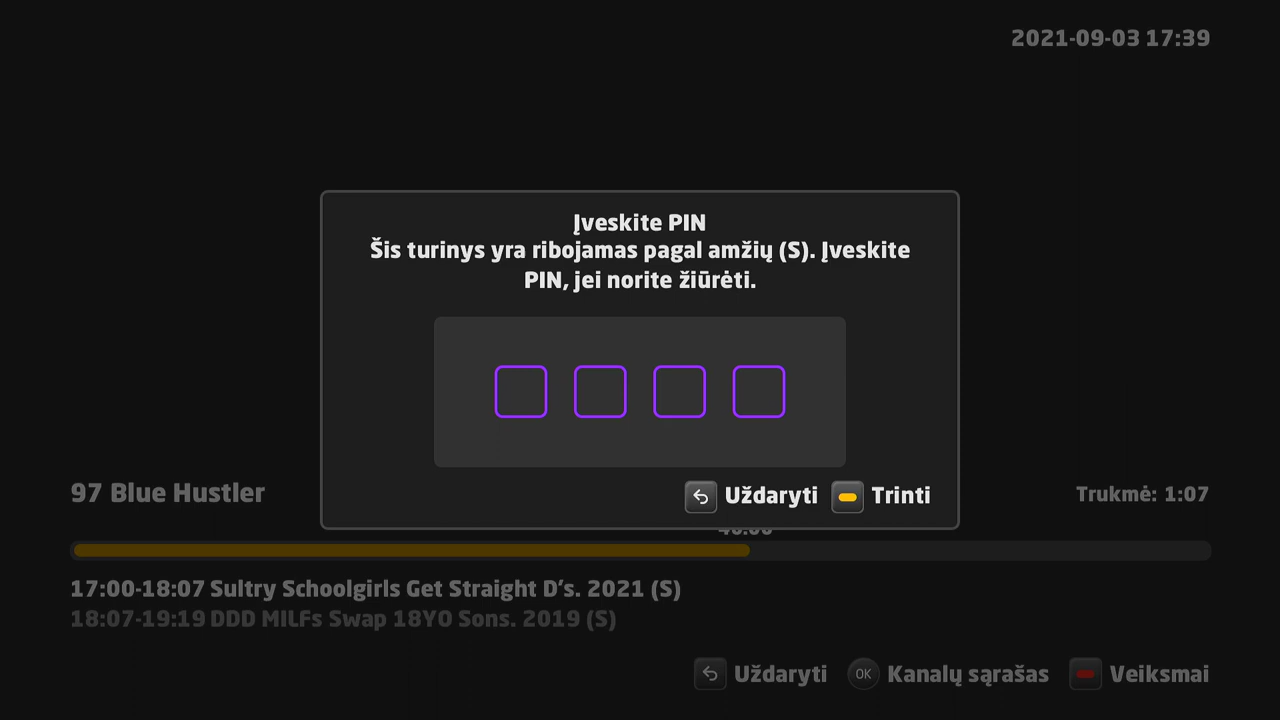 2021-09-03 17:39
Įveskite PIN
Šis turinys yra ribojamas pagal amžių (S). Įveskite
PIN, jei norite žiūrėti.
Uždaryti
Trinti
97 Blue Hustler
Trukmė: 1:07
17:00-18:07 Sultry Schoolgirls Get Straight D's. 2021 (S)
18:07-19:19 DDD MILFs Swap 18YO Sons. 2019 (S)
Uždaryti
OK Kanalų sąrašas
Veiksmai